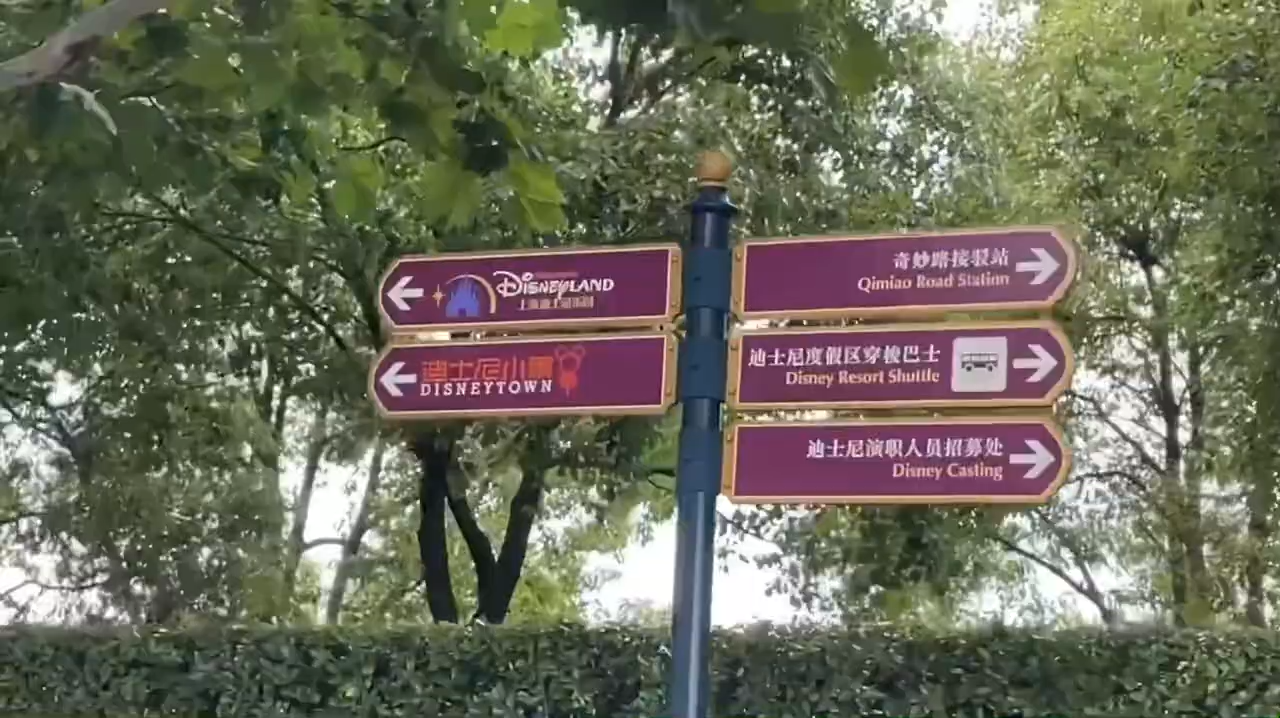 DISNEYLAND
上海迪士尼乐园
迪士尼小镇
DISNEYTOWN
奇妙路接驳站
Qimiao Road Station
迪士尼度假区穿梭巴士
Disney Resort Shuttle
迪士尼演职人员招募处
Disney Casting